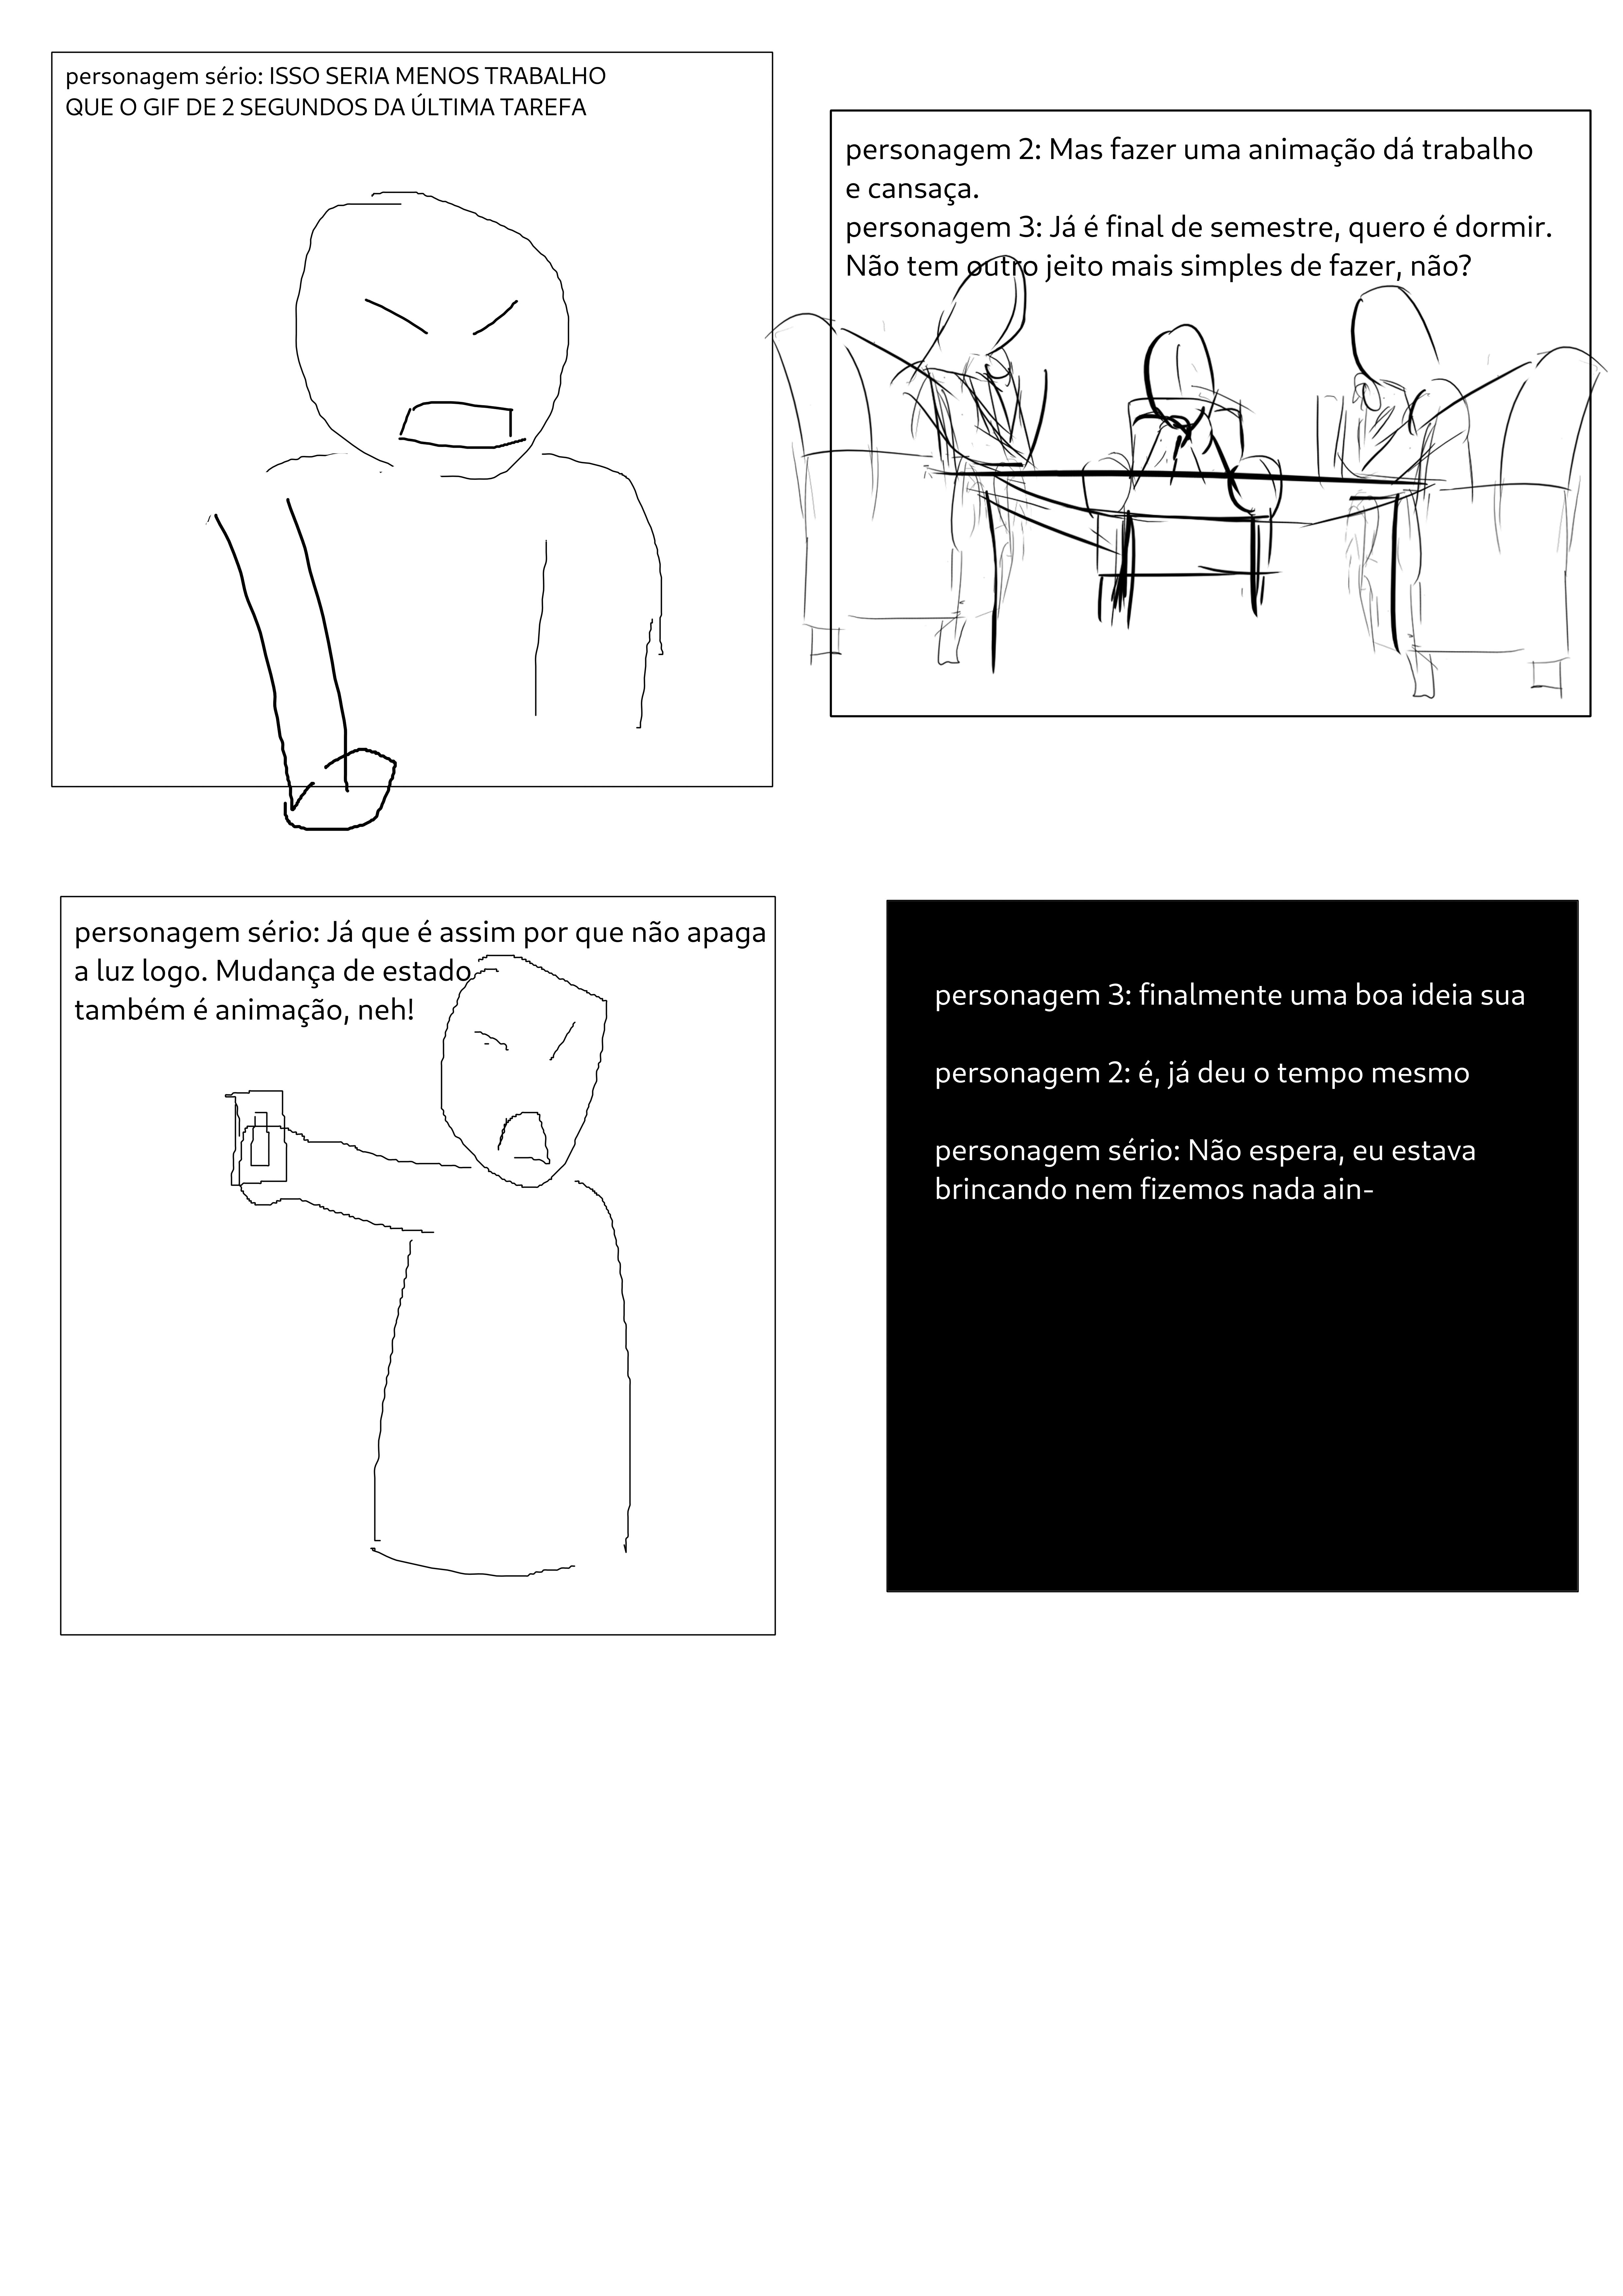 personagem sério: ISSO SERIA MENOS TRABALHO
QUE O GIF DE 2 SEGUNDOS DA ÚLTIMA TAREFA
personagem 2: Mas fazer uma animação dá trabalho
e cansaça.
personagem 3: Já é final de semestre, quero é dormir.
Não tem outro jeito mais simples de fazer, não?
personagem sério: Já que é assim por que não apaga
a luz logo. Mudança de estado
também é animação, neh!
personagem 3: finalmente uma boa ideia sua
personagem 2: é, já deu o tempo mesmo
personagem sério: Não espera, eu estava
brincando nem fizemos nada ain-